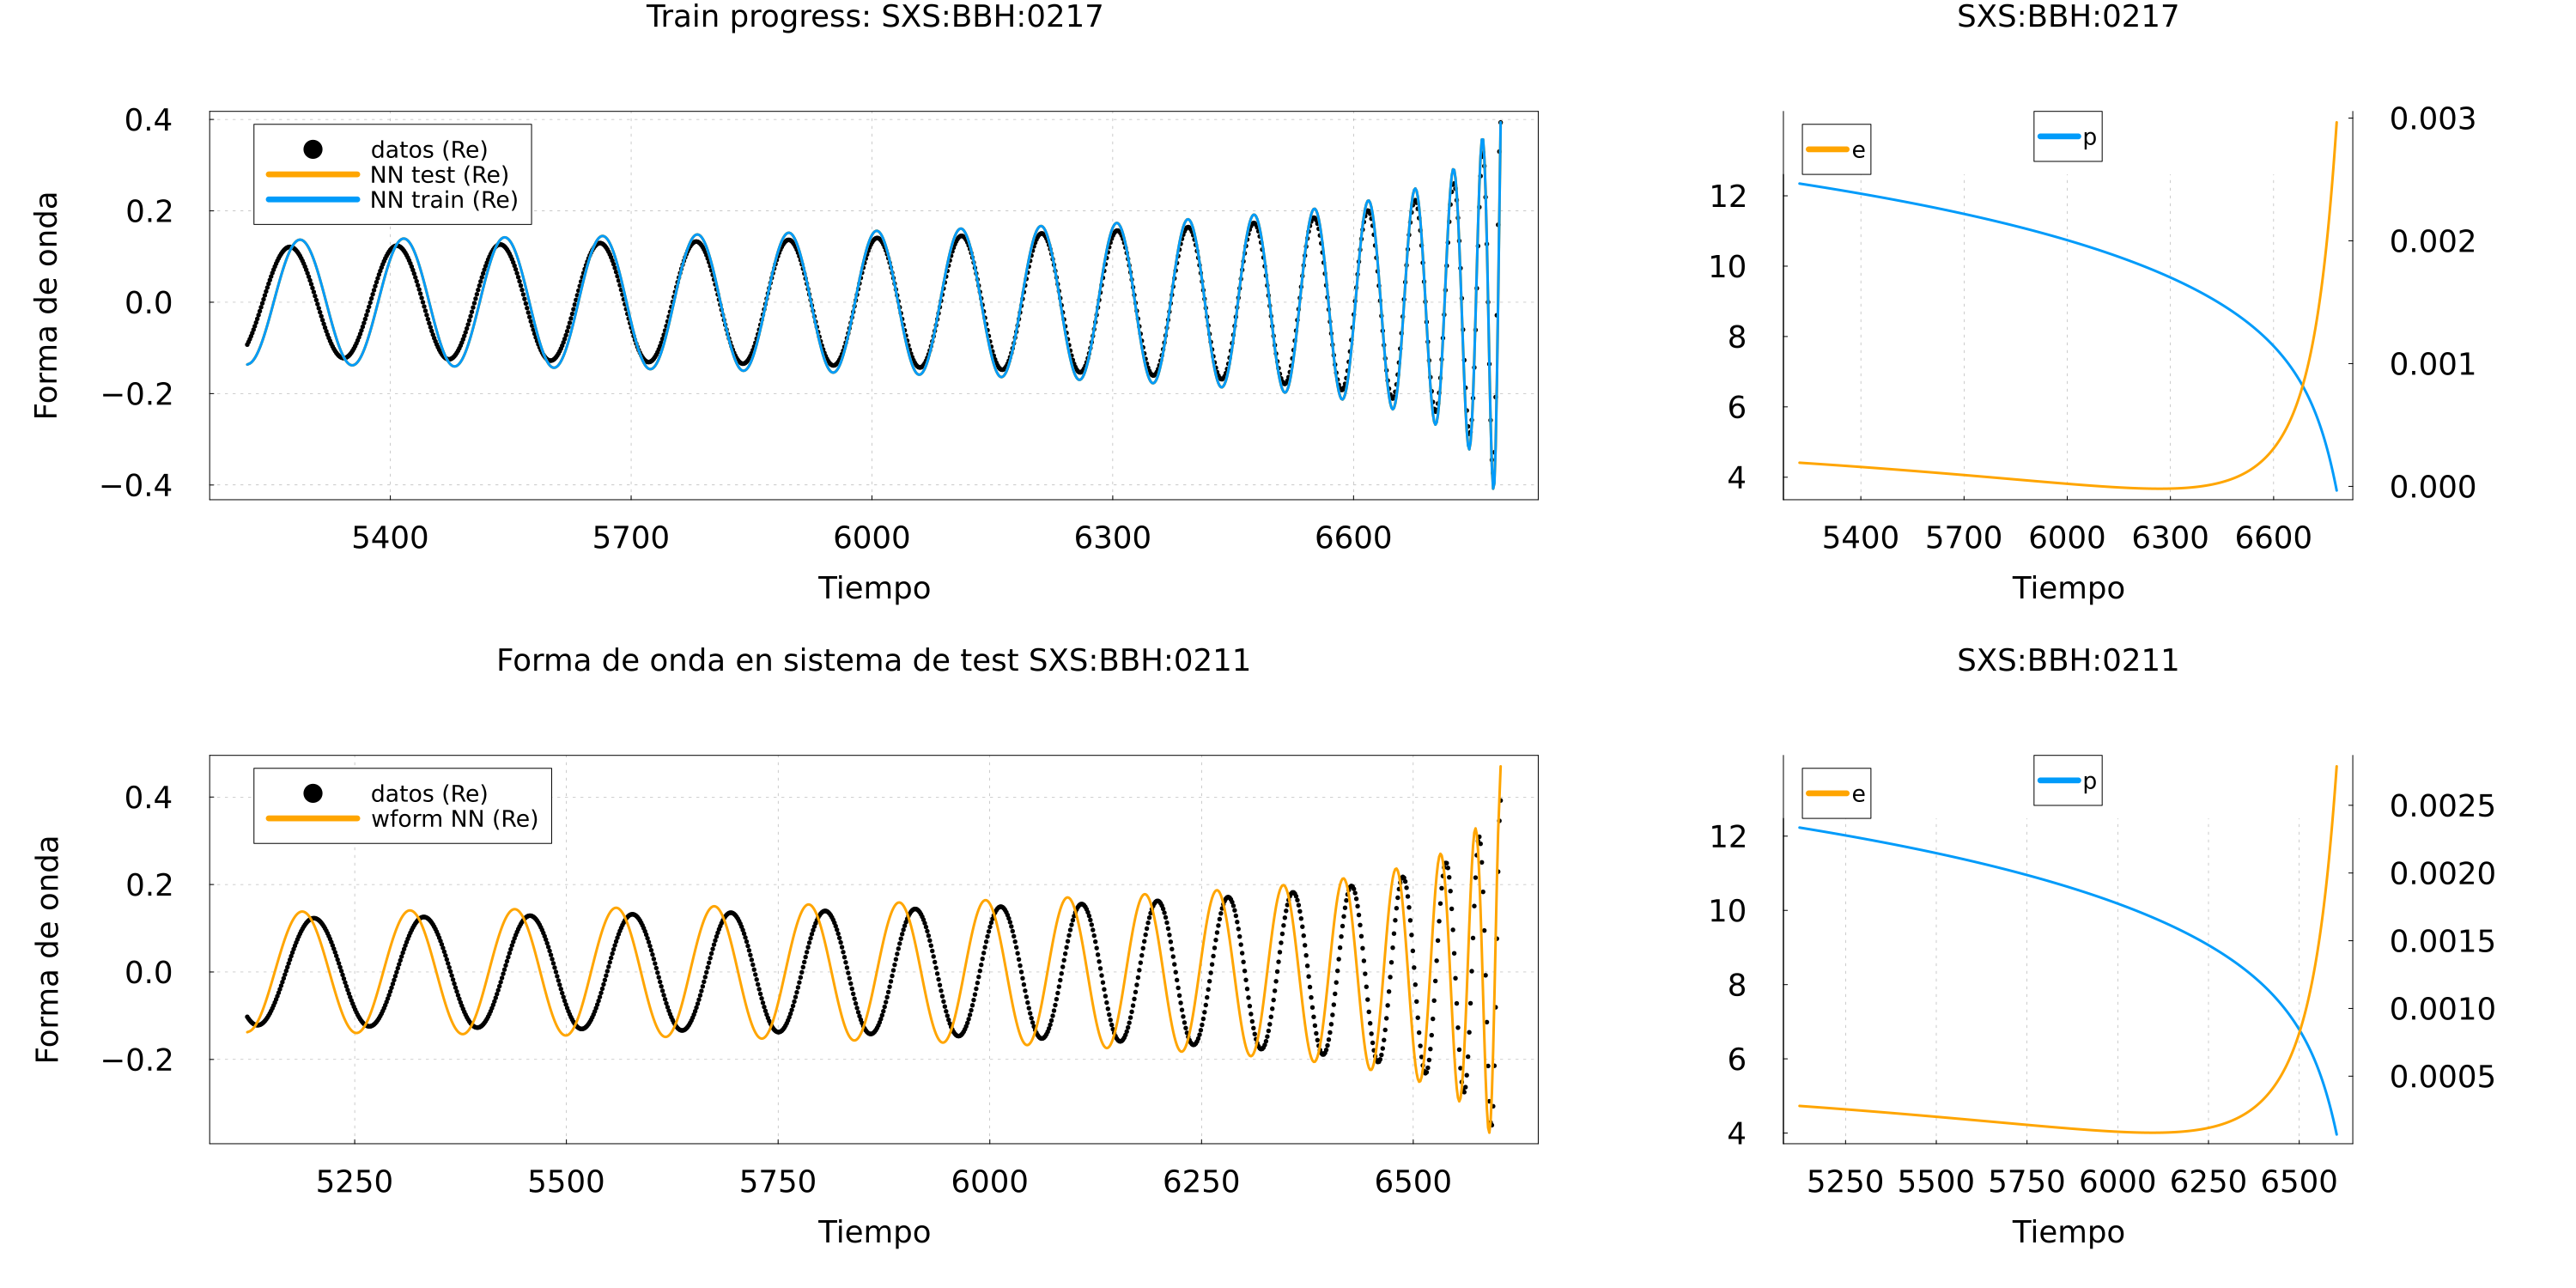 Train progress: SXS:BBH:0217
Forma de onda
0.4
0.2
0.0
−0.2
−0.4
datos (Re)
NN test (Re)
NN train (Re)
5400 5700 6000 6300 6600
Tiempo
SXS:BBH:0217
e
p
12
10
8
6
4
0.003
0.002
0.001
0.000
5400 5700 6000 6300 6600
Tiempo
Forma de onda en sistema de test SXS:BBH:0211
Forma de onda
0.4
0.2
0.0
−0.2
datos (Re)
wform NN (Re)
5250 5500 5750 6000 6250 6500
Tiempo
SXS:BBH:0211
e
p
12
10
8
6
4
0.0025
0.0020
0.0015
0.0010
0.0005
5250 5500 5750 6000 6250 6500
Tiempo